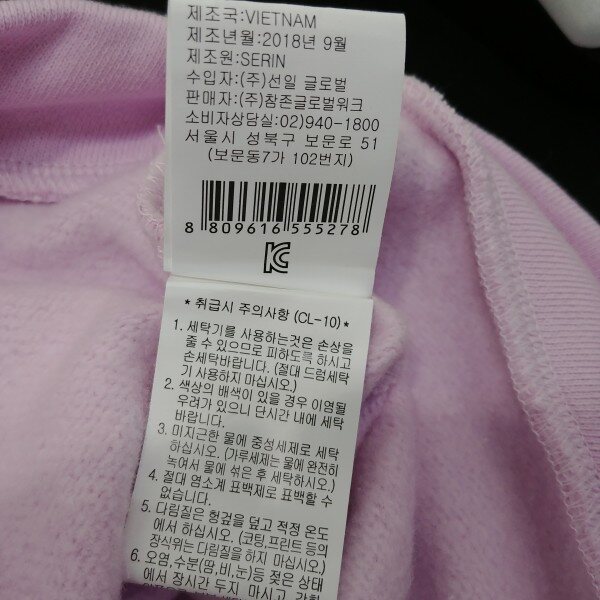 제조국:VIETNAM
제조년월:2018년 9월
제조원:SERIN
수입자:(주)선일 글로벌
판매자:(주)참존글로벌워크
소비자상담실:02)940-1800
서울시 성북구 보문로 51
(보문동7가 102번지)
8 809616 555278
KC
* 취급시 주의사항 (CL-10) *
1. 세탁기를 사용하는것은 손상을
줄 수 있으므로 피하도록 하시고
손세탁바랍니다. (절대 드럼세탁
기 사용하지 마십시오.)
2. 색상의 배색이 있을 경우 이염될
우려가 있으니 단시간 내에 세탁
바랍니다.
3. 미지근한 물에 중성세제로 세탁
하십시오. (가루세제는 물에 완전히
녹여서 물에 섞은 후 세탁하시오.)
4. 절대 염소계 표백제로 표백할 수
없습니다.
5. 다림질은 헝겊을 덮고 적정 온도
에서 하십시오. (코팅,프린트 등의
장식위는 다림질을 하지 마십시오)
6. 오염,수분(땀,비,눈)등 젖은 상태
에서 장시간 두지 마시고, 강한